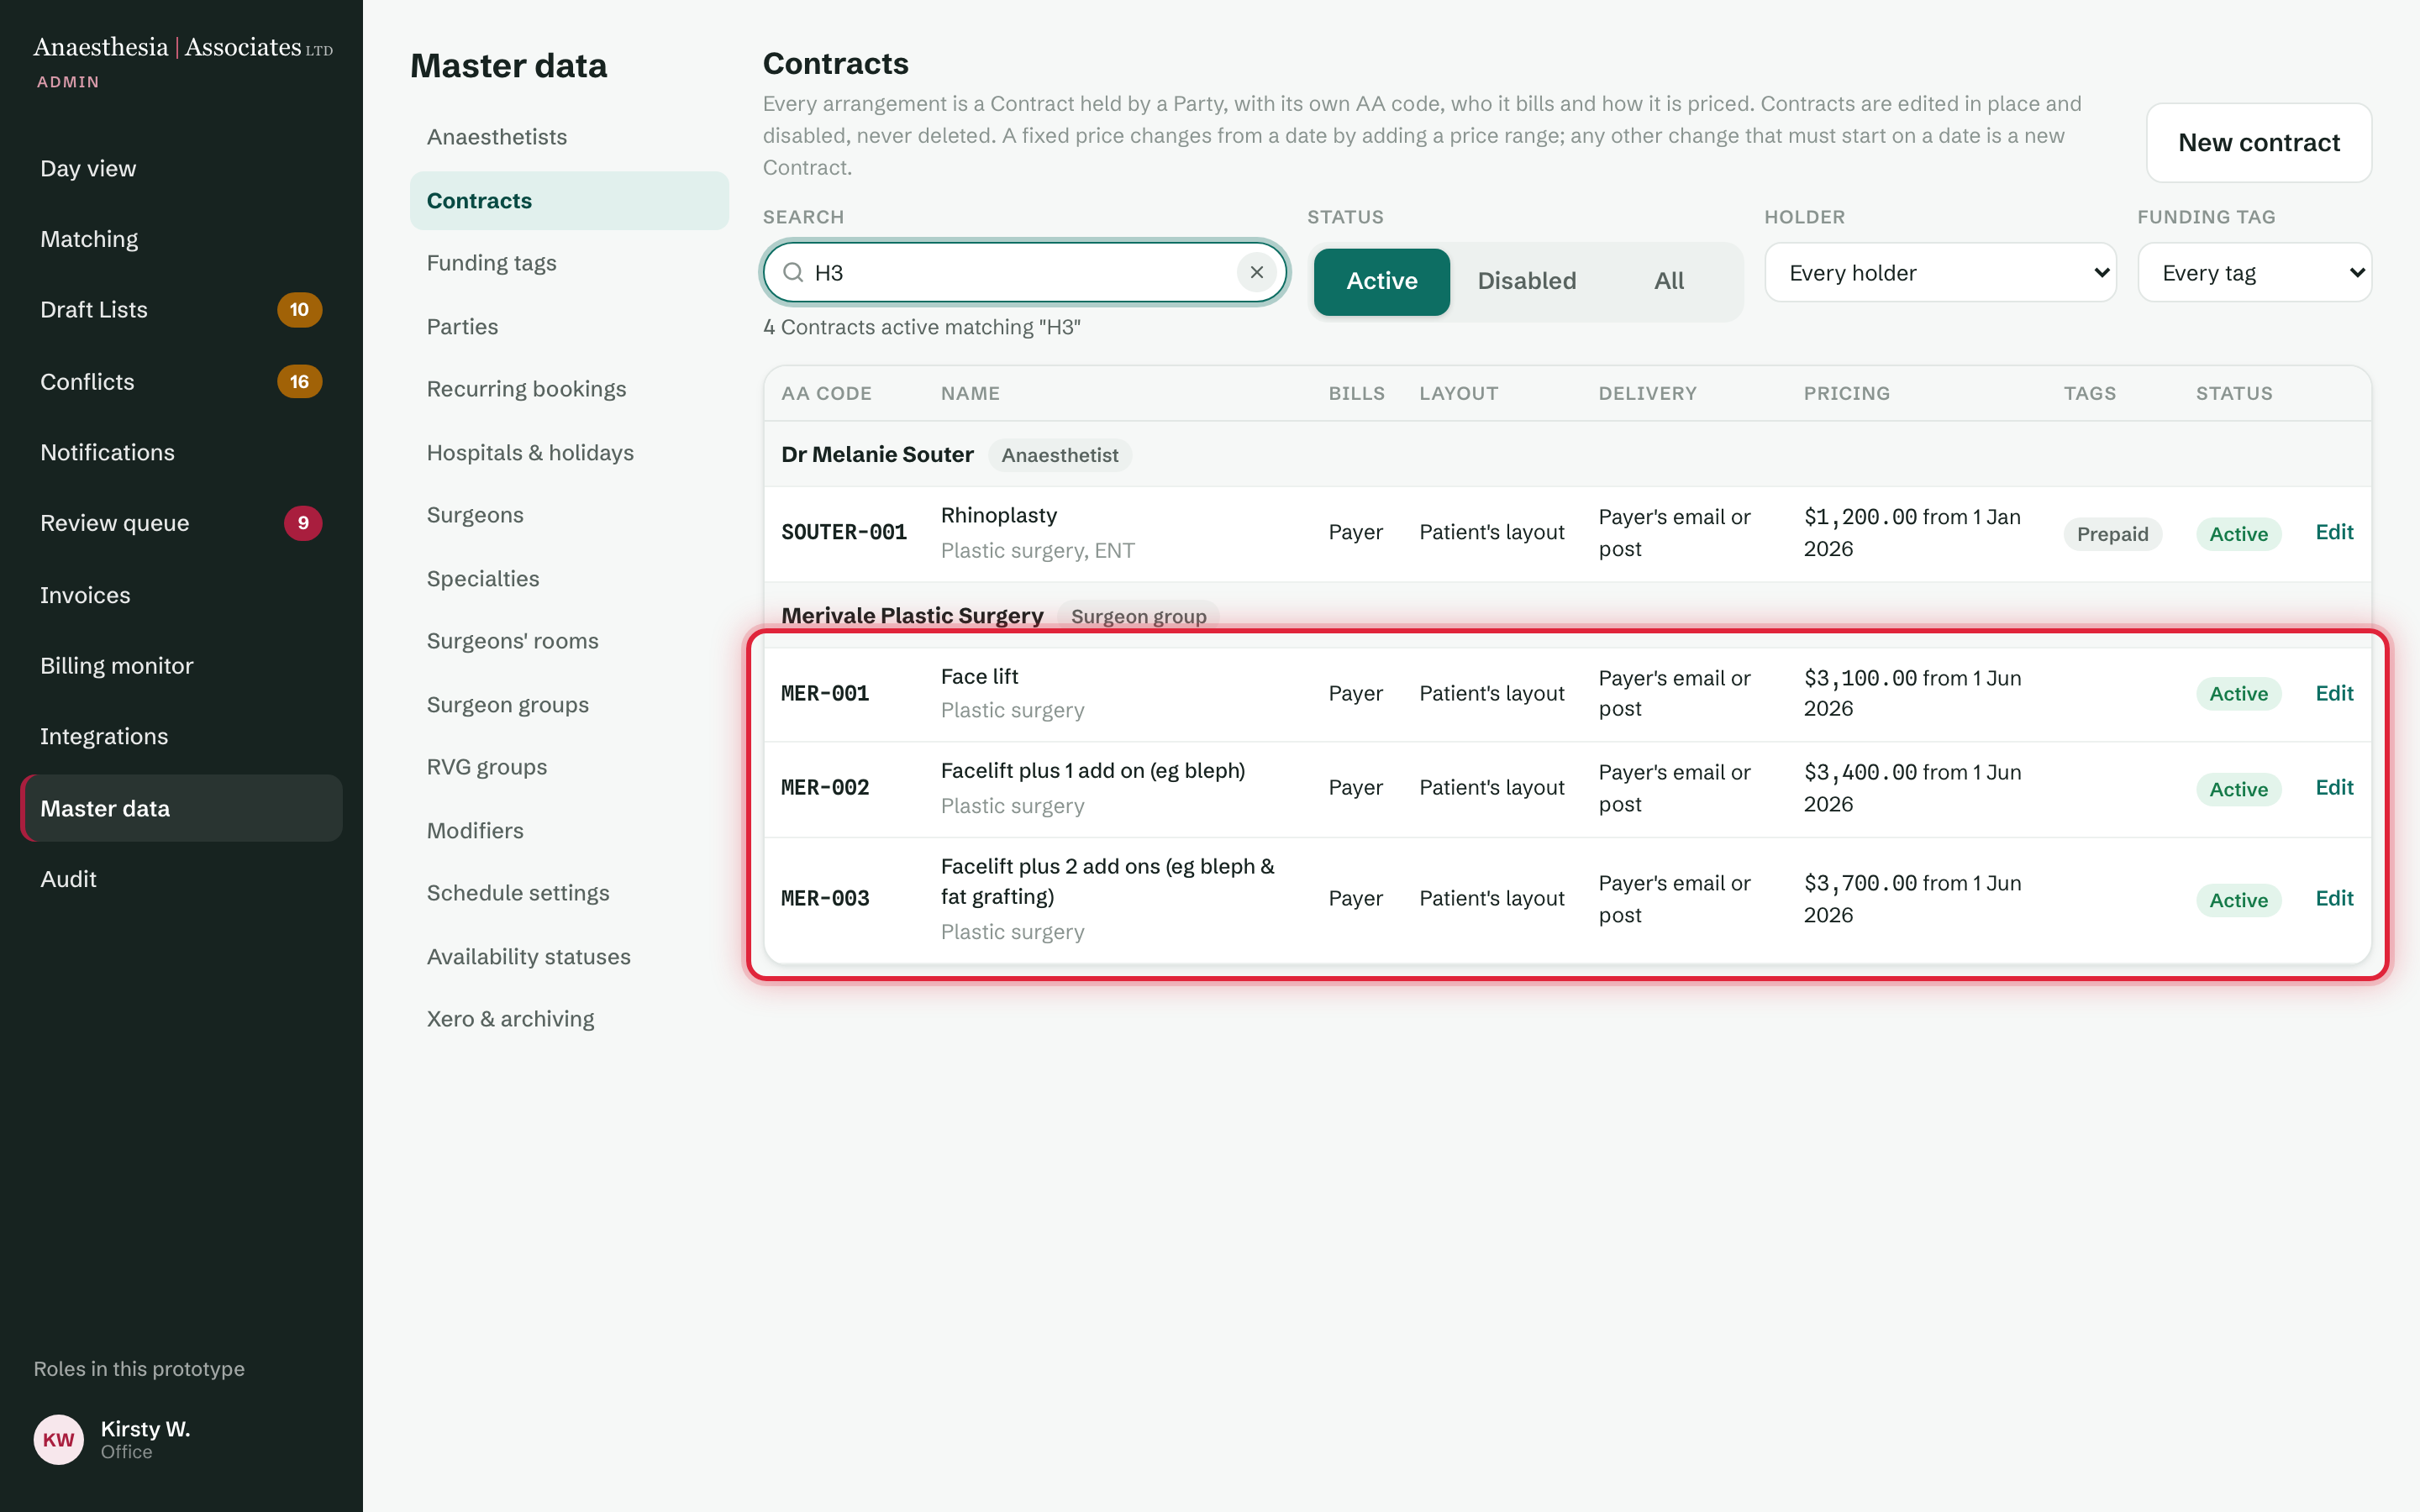 Anaesthesia | Associates LTD
ADMIN
Day view
Matching
Draft Lists 10
Conflicts 16
Notifications
Review queue 9
Invoices
Billing monitor
Integrations
Master data
Audit
Roles in this prototype
KW
Kirsty W.
Office
Master data
Anaesthetists
Contracts
Funding tags
Parties
Recurring bookings
Hospitals & holidays
Surgeons
Specialties
Surgeons' rooms
Surgeon groups
RVG groups
Modifiers
Schedule settings
Availability statuses
Xero & archiving
Contracts
Every arrangement is a Contract held by a Party, with its own AA code, who it bills and how it is priced. Contracts are edited in place and
disabled, never deleted. A fixed price changes from a date by adding a price range; any other change that must start on a date is a new
Contract.
New contract
SEARCH STATUS HOLDER FUNDING TAG
H3 Active Disabled All Every holder Every tag
4 Contracts active matching "H3"
AA CODE NAME BILLS LAYOUT DELIVERY PRICING TAGS STATUS
Dr Melanie Souter Anaesthetist
SOUTER-001 Rhinoplasty Payer Patient's layout Payer's email or $1,200.00 from 1 Jan Prepaid Active Edit
Plastic surgery, ENT post 2026
Merivale Plastic Surgery Surgeon group
MER-001 Face lift Payer Patient's layout Payer's email or $3,100.00 from 1 Jun Active Edit
Plastic surgery post 2026
MER-002 Facelift plus 1 add on (eg bleph) Payer Patient's layout Payer's email or $3,400.00 from 1 Jun Active Edit
Plastic surgery post 2026
MER-003 Facelift plus 2 add ons (eg bleph & Payer Patient's layout Payer's email or $3,700.00 from 1 Jun Active Edit
fat grafting) post 2026
Plastic surgery